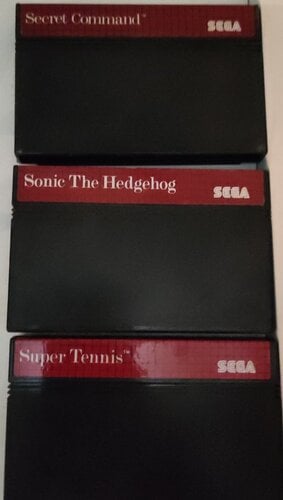 Secret Command™
SEGA
Sonic The Hedgehog
SEGA
Super Tennis™
SEGA